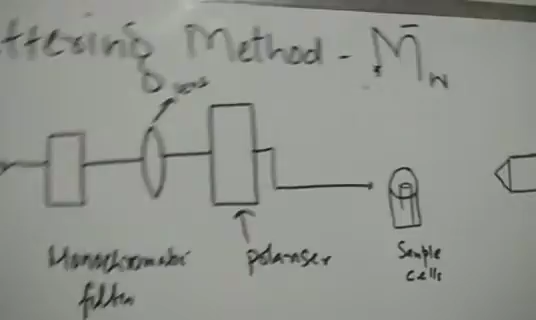 ttering Method - M̄w
lens
Monochromatic
filter
polariser
Sample
cells